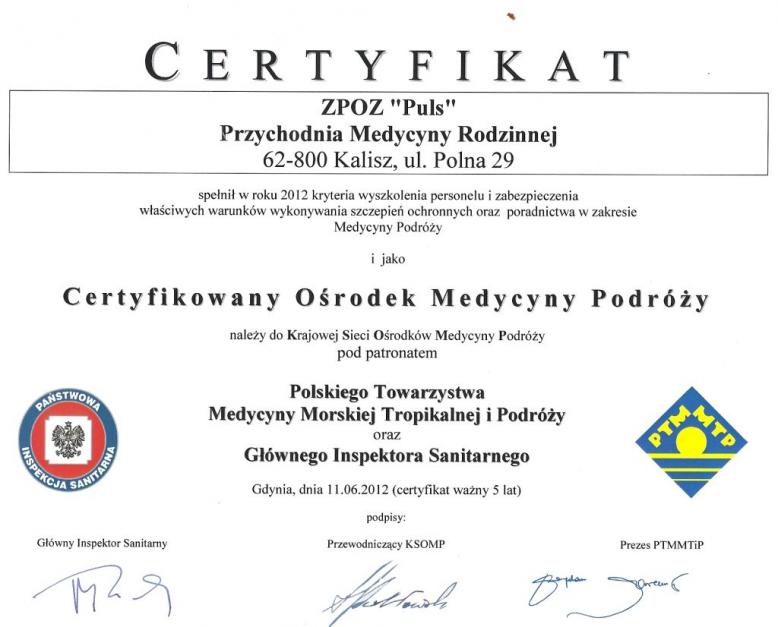 CERTYFIKAT
ZPOZ "Puls"
Przychodnia Medycyny Rodzinnej
62-800 Kalisz, ul. Polna 29
spełnił w roku 2012 kryteria wyszkolenia personelu i zabezpieczenia
właściwych warunków wykonywania szczepień ochronnych oraz poradnictwa w zakresie
Medycyny Podróży
i jako
Certyfikowany Ośrodek Medycyny Podróży
należy do Krajowej Sieci Ośrodków Medycyny Podróży
pod patronatem
Polskiego Towarzystwa
Medycyny Morskiej Tropikalnej i Podróży
oraz
Głównego Inspektora Sanitarnego
PAŃSTWOWA
INSPEKCJA SANITARNA
PTMMTP
Gdynia, dnia 11.06.2012 (certyfikat ważny 5 lat)
podpisy:
Główny Inspektor Sanitarny
Przewodniczący KSOMP
Prezes PTMMTiP